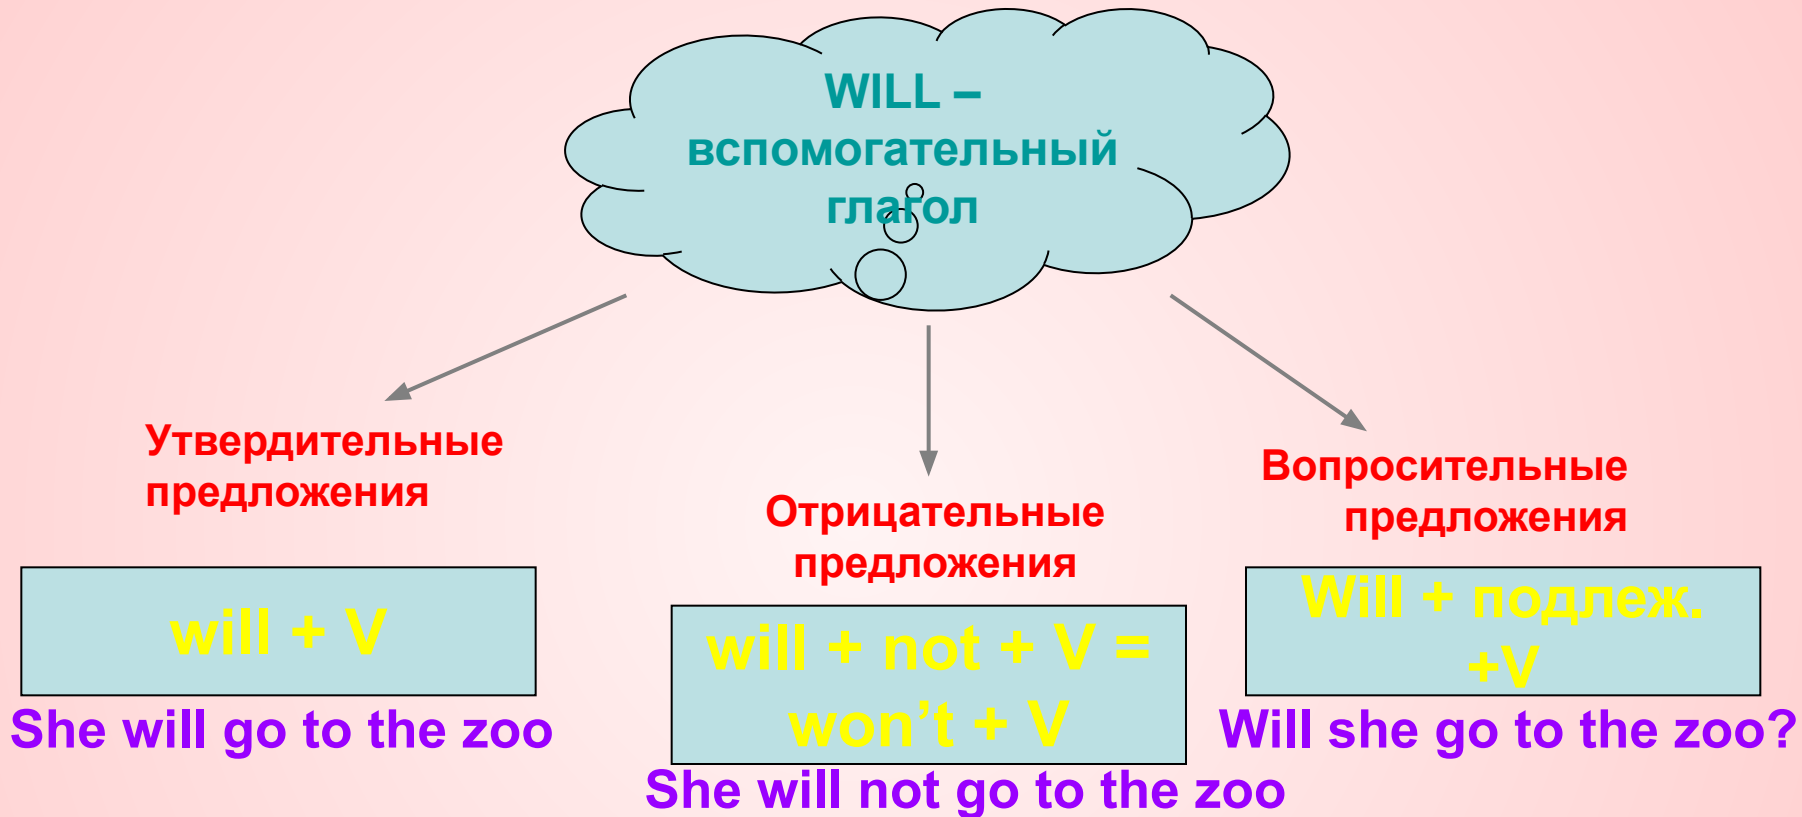 WILL –
вспомогательный
глагол
Утвердительные
предложения
will + V
She will go to the zoo
Отрицательные
предложения
will + not + V =
won’t + V
She will not go to the zoo
Вопросительные
предложения
Will + подлеж.
+V
Will she go to the zoo?